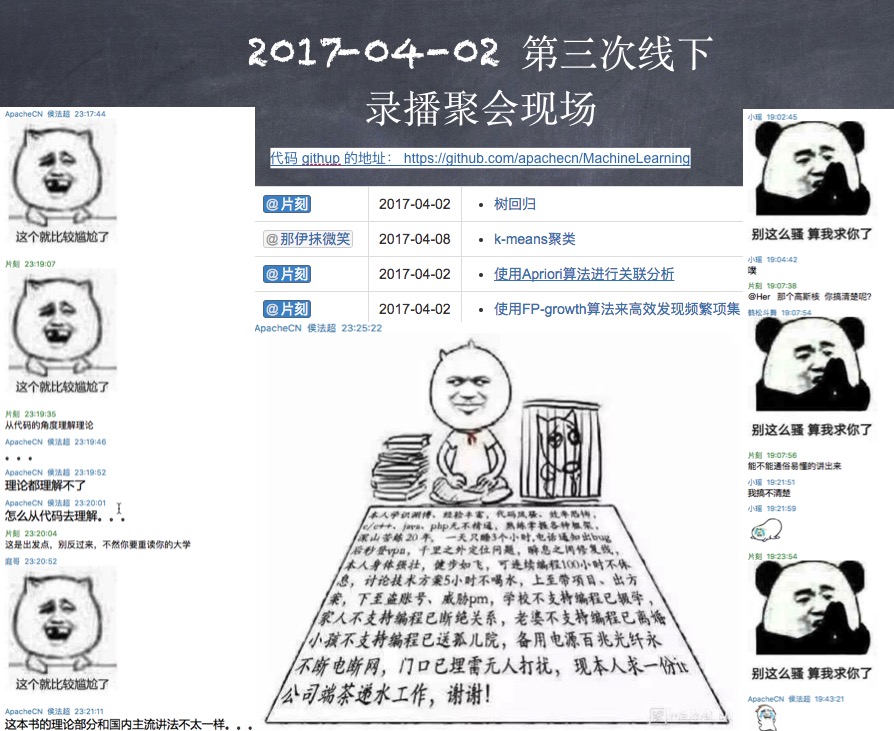 2017-04-02 第三次线下
录播聚会现场
代码 githup 的地址： https://github.com/apachecn/MachineLearning
@片刻 2017-04-02 • 树回归
@那伊抹微笑 2017-04-08 • k-means聚类
@片刻 2017-04-02 • 使用Apriori算法进行关联分析
@片刻 2017-04-02 • 使用FP-growth算法来高效发现频繁项集
ApacheCN 侯法超 23:17:44
这个就比较尴尬了
片刻 23:19:07
这个就比较尴尬了
片刻 23:19:35
从代码的角度理解理论
ApacheCN 侯法超 23:19:46
。。。
ApacheCN 侯法超 23:19:52
理论都理解不了
ApacheCN 侯法超 23:20:01
怎么从代码去理解。。。
片刻 23:20:04
这是出发点，别反过来，不然你要重读你的大学
庭哥 23:20:52
这个就比较尴尬了
ApacheCN 侯法超 23:21:11
这本书的理论部分和国内主流讲法不太一样。。。
ApacheCN 侯法超 23:25:22
本人学识渊博、经验丰富，代码风骚、效率恐怖，
c/c++、java、php无不精通，熟练掌握各种框架，
深山苦练20年，一天只睡3个小时,电话通知出bug
后秒登vpn，千里之外定位问题，瞬息之间修复上线，
本人身体强壮，健步如飞，可连续编程100小时不休
息，讨论技术方案5小时不喝水，上至带项目、出方
案，下至盗账号、威胁pm，学校不支持编程已辍学，
家人不支持编程已断绝关系，老婆不支持编程已离婚
小孩不支持编程已送孤儿院，备用电源百兆光纤永
不断电断网，门口已埋雷无人打扰，现本人求一份it
公司端茶递水工作，谢谢！
小瑶 19:02:45
别这么骚 算我求你了
小瑶 19:04:42
噗
片刻 19:07:38
@Her 那个高斯核 你搞清楚呢?
鹤松斗舞 19:07:54
别这么骚 算我求你了
片刻 19:07:56
能不能通俗易懂的讲出来
小瑶 19:21:51
我搞不清楚
小瑶 19:21:59
片刻 19:23:54
别这么骚 算我求你了
ApacheCN 侯法超 19:43:21